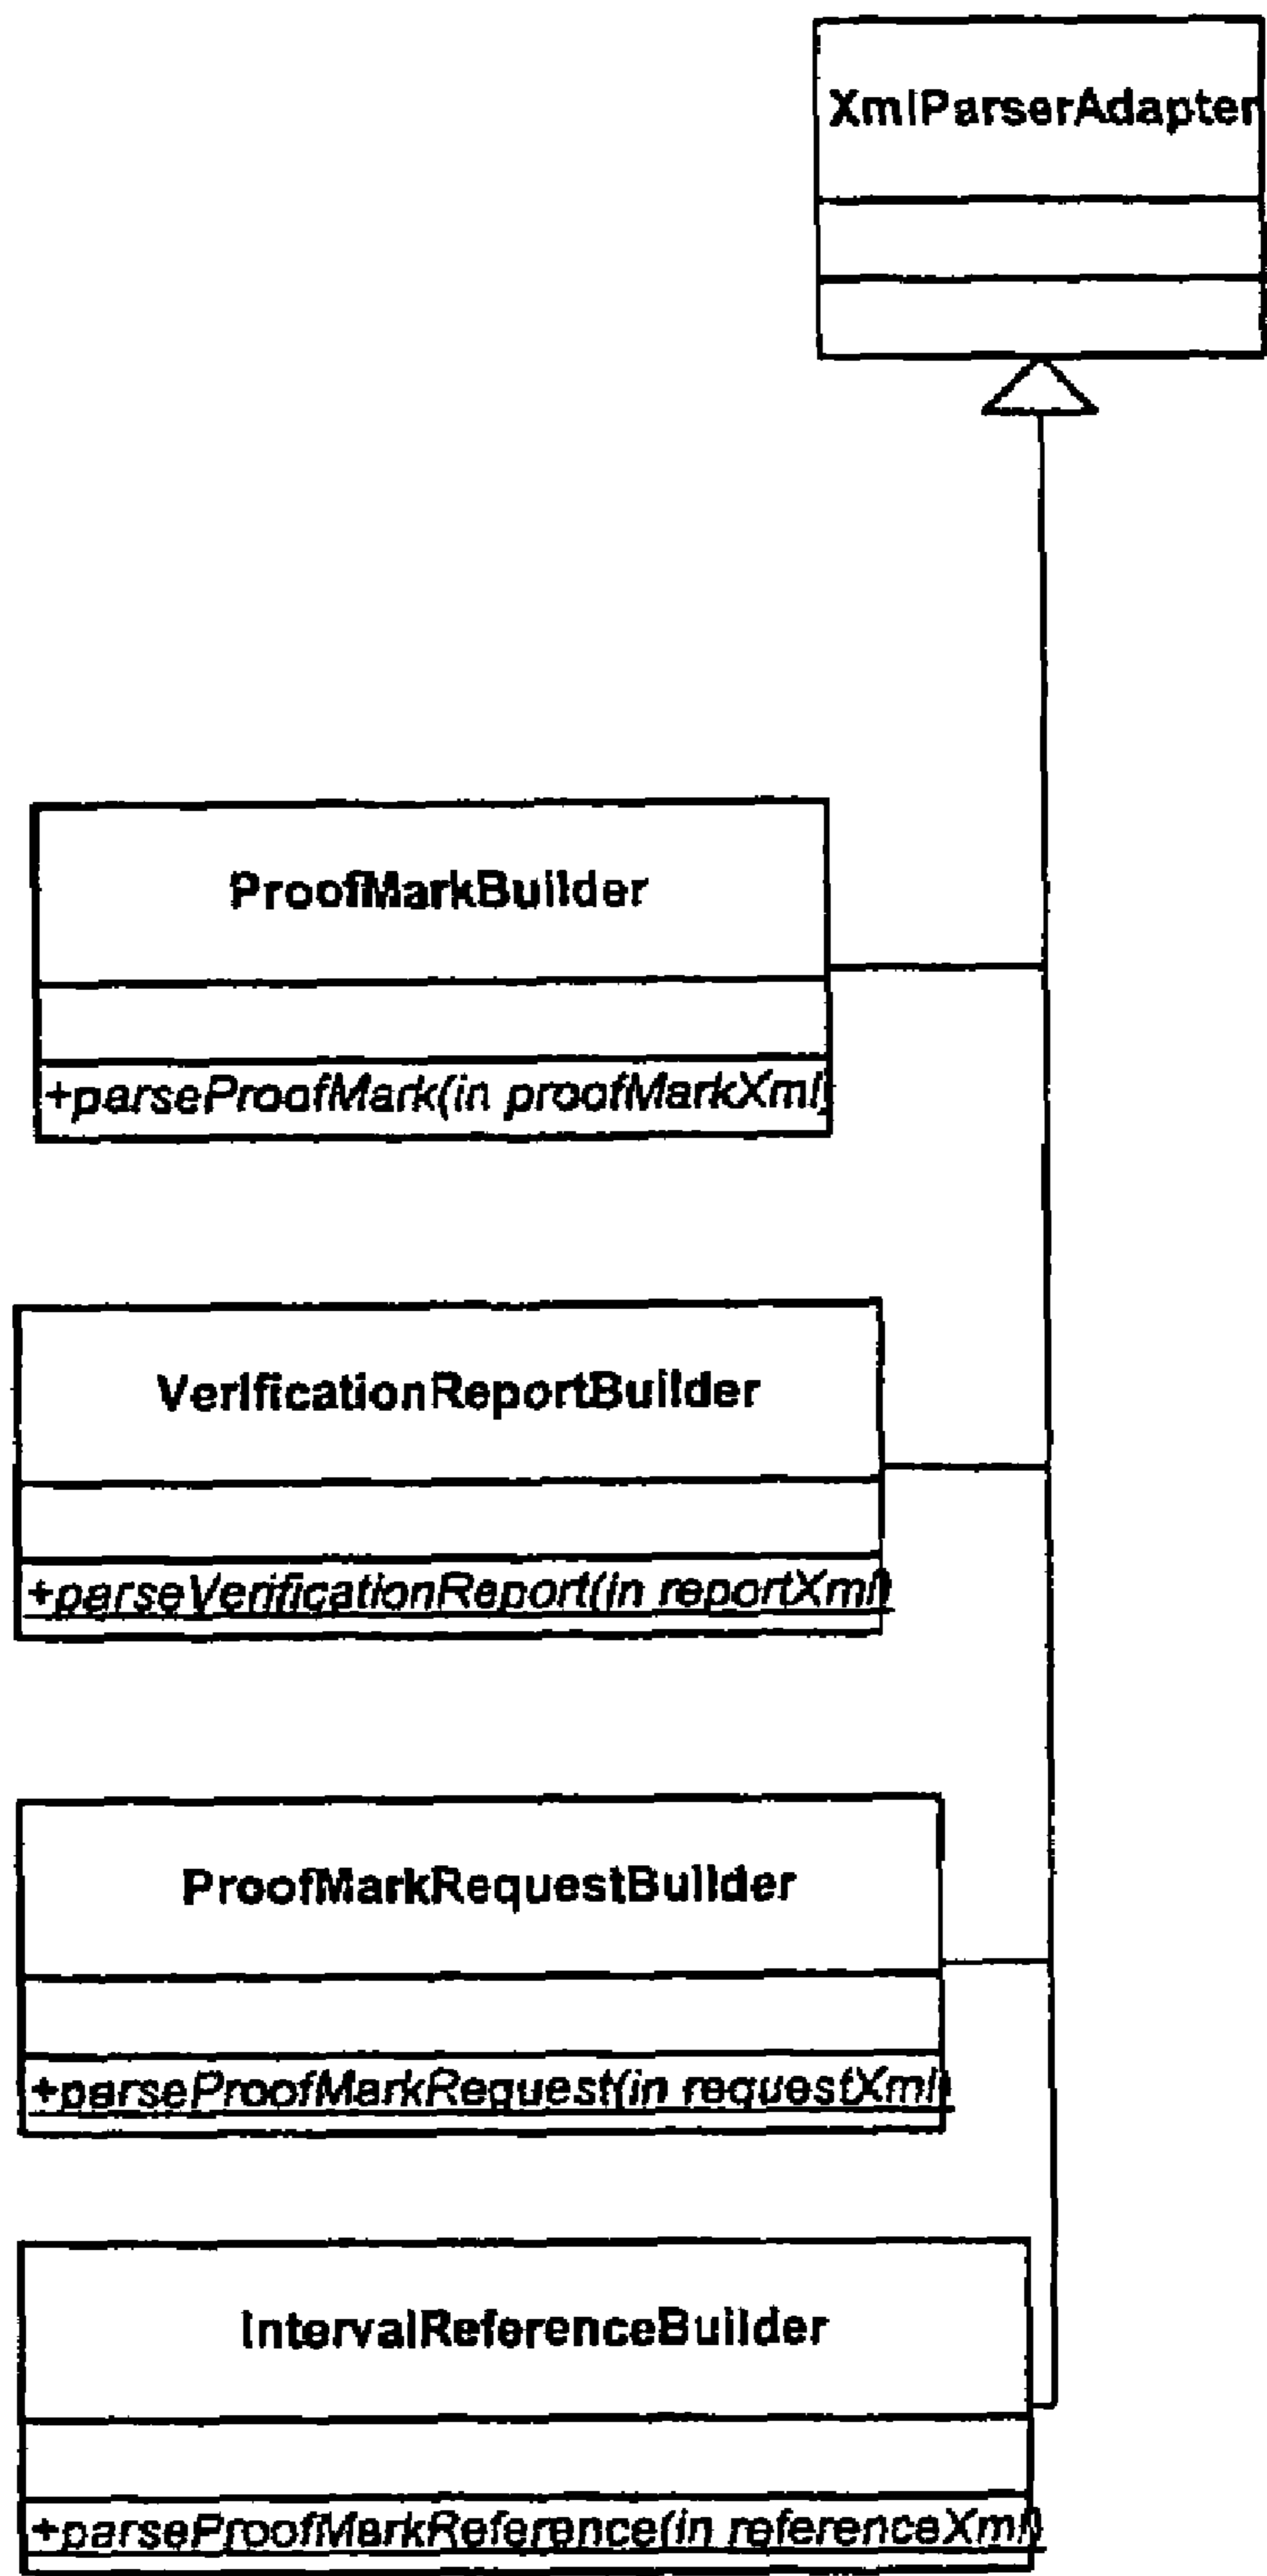 XmlParserAdapter
ProofMarkBuilder
+parseProofMark(in proofMarkXml)
VerificationReportBuilder
+parseVerificationReport(in reportXml)
ProofMarkRequestBuilder
+parseProofMarkRequest(in requestXml)
IntervalReferenceBuilder
+parseProofMarkReference(in referenceXml)